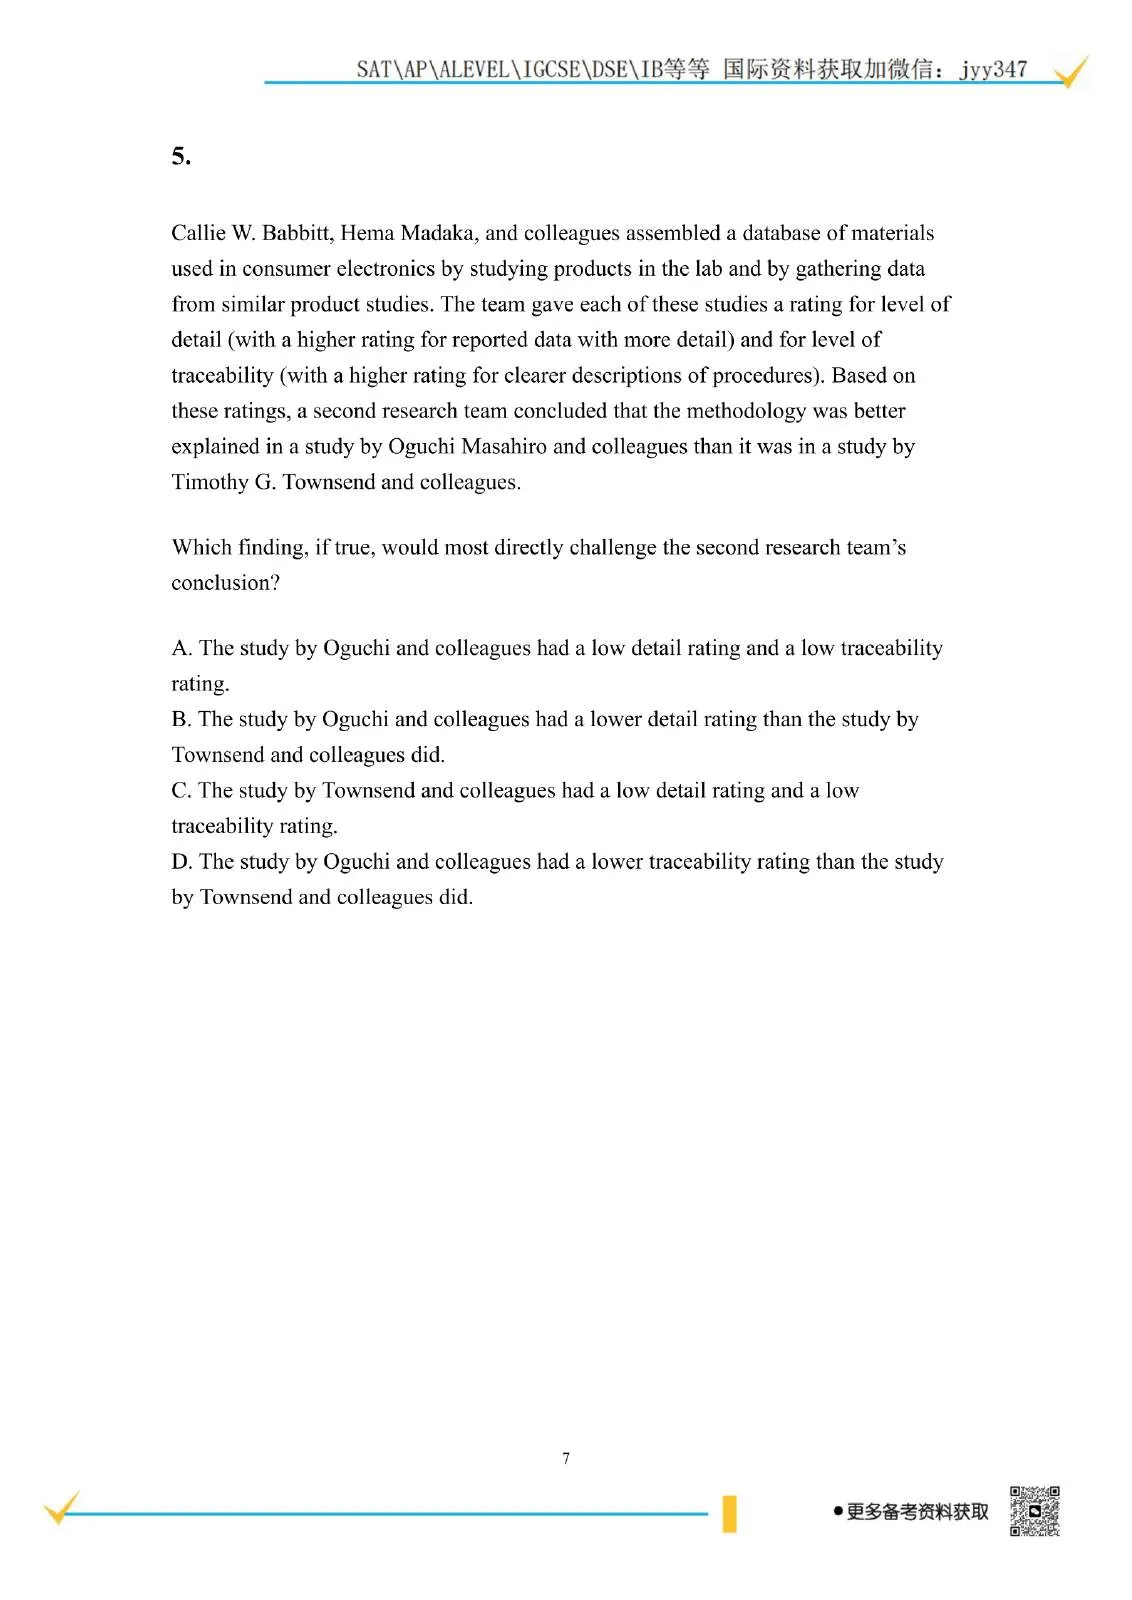 SAT\AP\ALEVEL\IGCSE\DSE\IB等等 国际资料获取加微信：jyy347
5.
Callie W. Babbitt, Hema Madaka, and colleagues assembled a database of materials
used in consumer electronics by studying products in the lab and by gathering data
from similar product studies. The team gave each of these studies a rating for level of
detail (with a higher rating for reported data with more detail) and for level of
traceability (with a higher rating for clearer descriptions of procedures). Based on
these ratings, a second research team concluded that the methodology was better
explained in a study by Oguchi Masahiro and colleagues than it was in a study by
Timothy G. Townsend and colleagues.
Which finding, if true, would most directly challenge the second research team’s
conclusion?
A. The study by Oguchi and colleagues had a low detail rating and a low traceability
rating.
B. The study by Oguchi and colleagues had a lower detail rating than the study by
Townsend and colleagues did.
C. The study by Townsend and colleagues had a low detail rating and a low
traceability rating.
D. The study by Oguchi and colleagues had a lower traceability rating than the study
by Townsend and colleagues did.
7
●更多备考资料获取